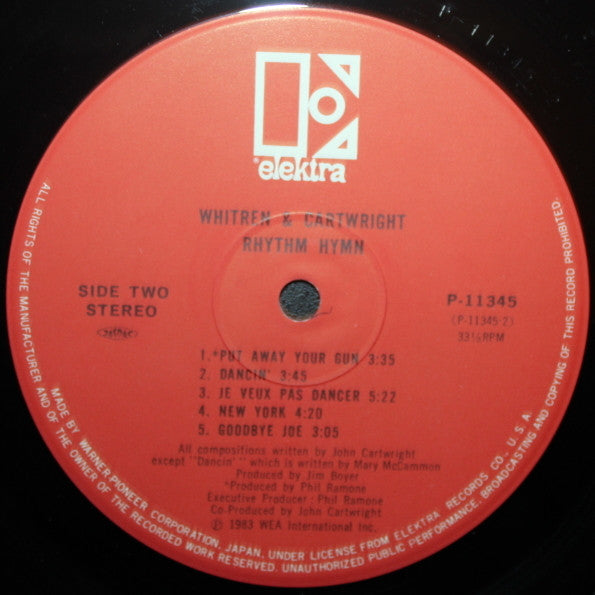 P-11345
elektra
WHITREN & CARTWRIGHT
RHYTHM HYMN
SIDE TWO
STEREO
P-11345
(P-11345-2)
33⅓RPM
1.*PUT AWAY YOUR GUN 3:35
2. DANCIN' 3:45
3. JE VEUX PAS DANCER 5:22
4. NEW YORK 4:20
5. GOODBYE JOE 3:05
All compositions written by John Cartwright
except "Dancin'" which is written by Mary McCammon
Produced by Jim Boyer
*Produced by Phil Ramone
Executive Producer : Phil Ramone
Co-Produced by John Cartwright
Ⓟ 1983 WEA International Inc.
MADE BY WARNER-PIONEER CORPORATION, JAPAN, UNDER LICENSE FROM ELEKTRA RECORDS CO., U.S.A.
ALL RIGHTS OF THE MANUFACTURER AND OF THE OWNER OF THE RECORDED WORK RESERVED. UNAUTHORIZED PUBLIC PERFORMANCE, BROADCASTING AND COPYING OF THIS RECORD PROHIBITED.